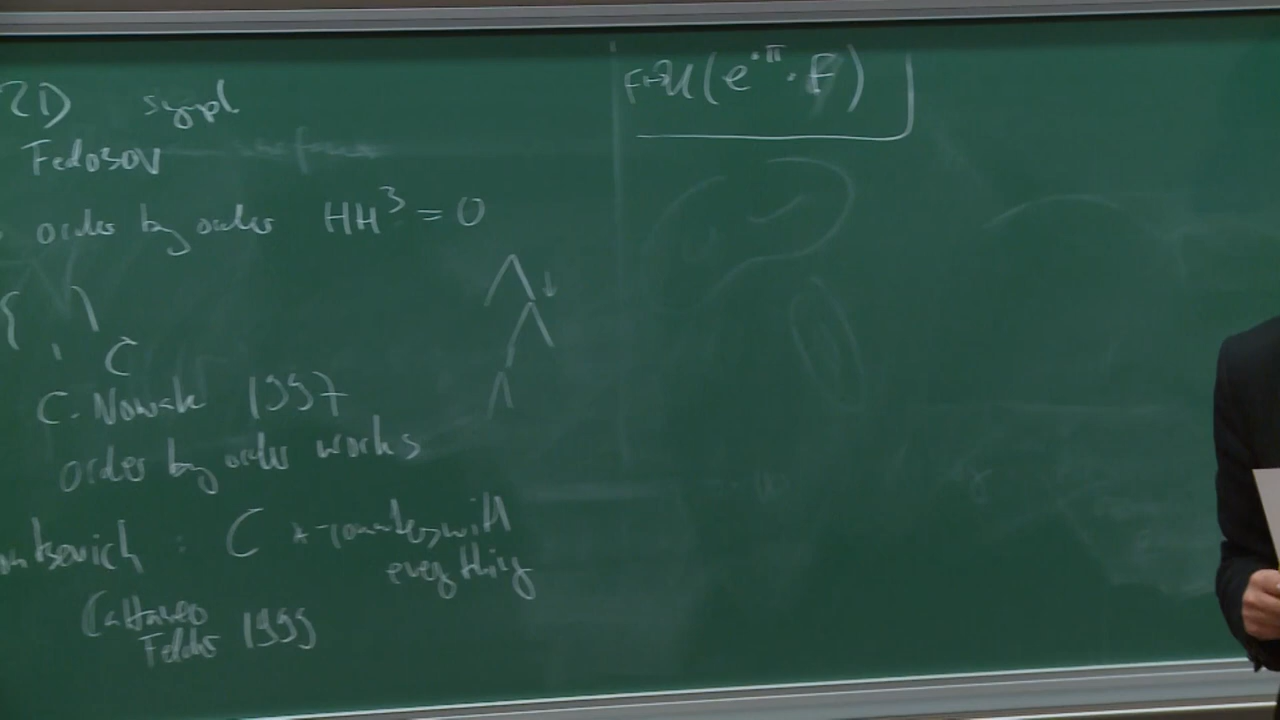 2D sympl
Fedosov
order by order HH³ = 0
{ , }
C
C. Nowak 1997
order by order works
C *-commutes with
everything
Cattaneo
Felder 1999
F↦U(e^{·π}·F)